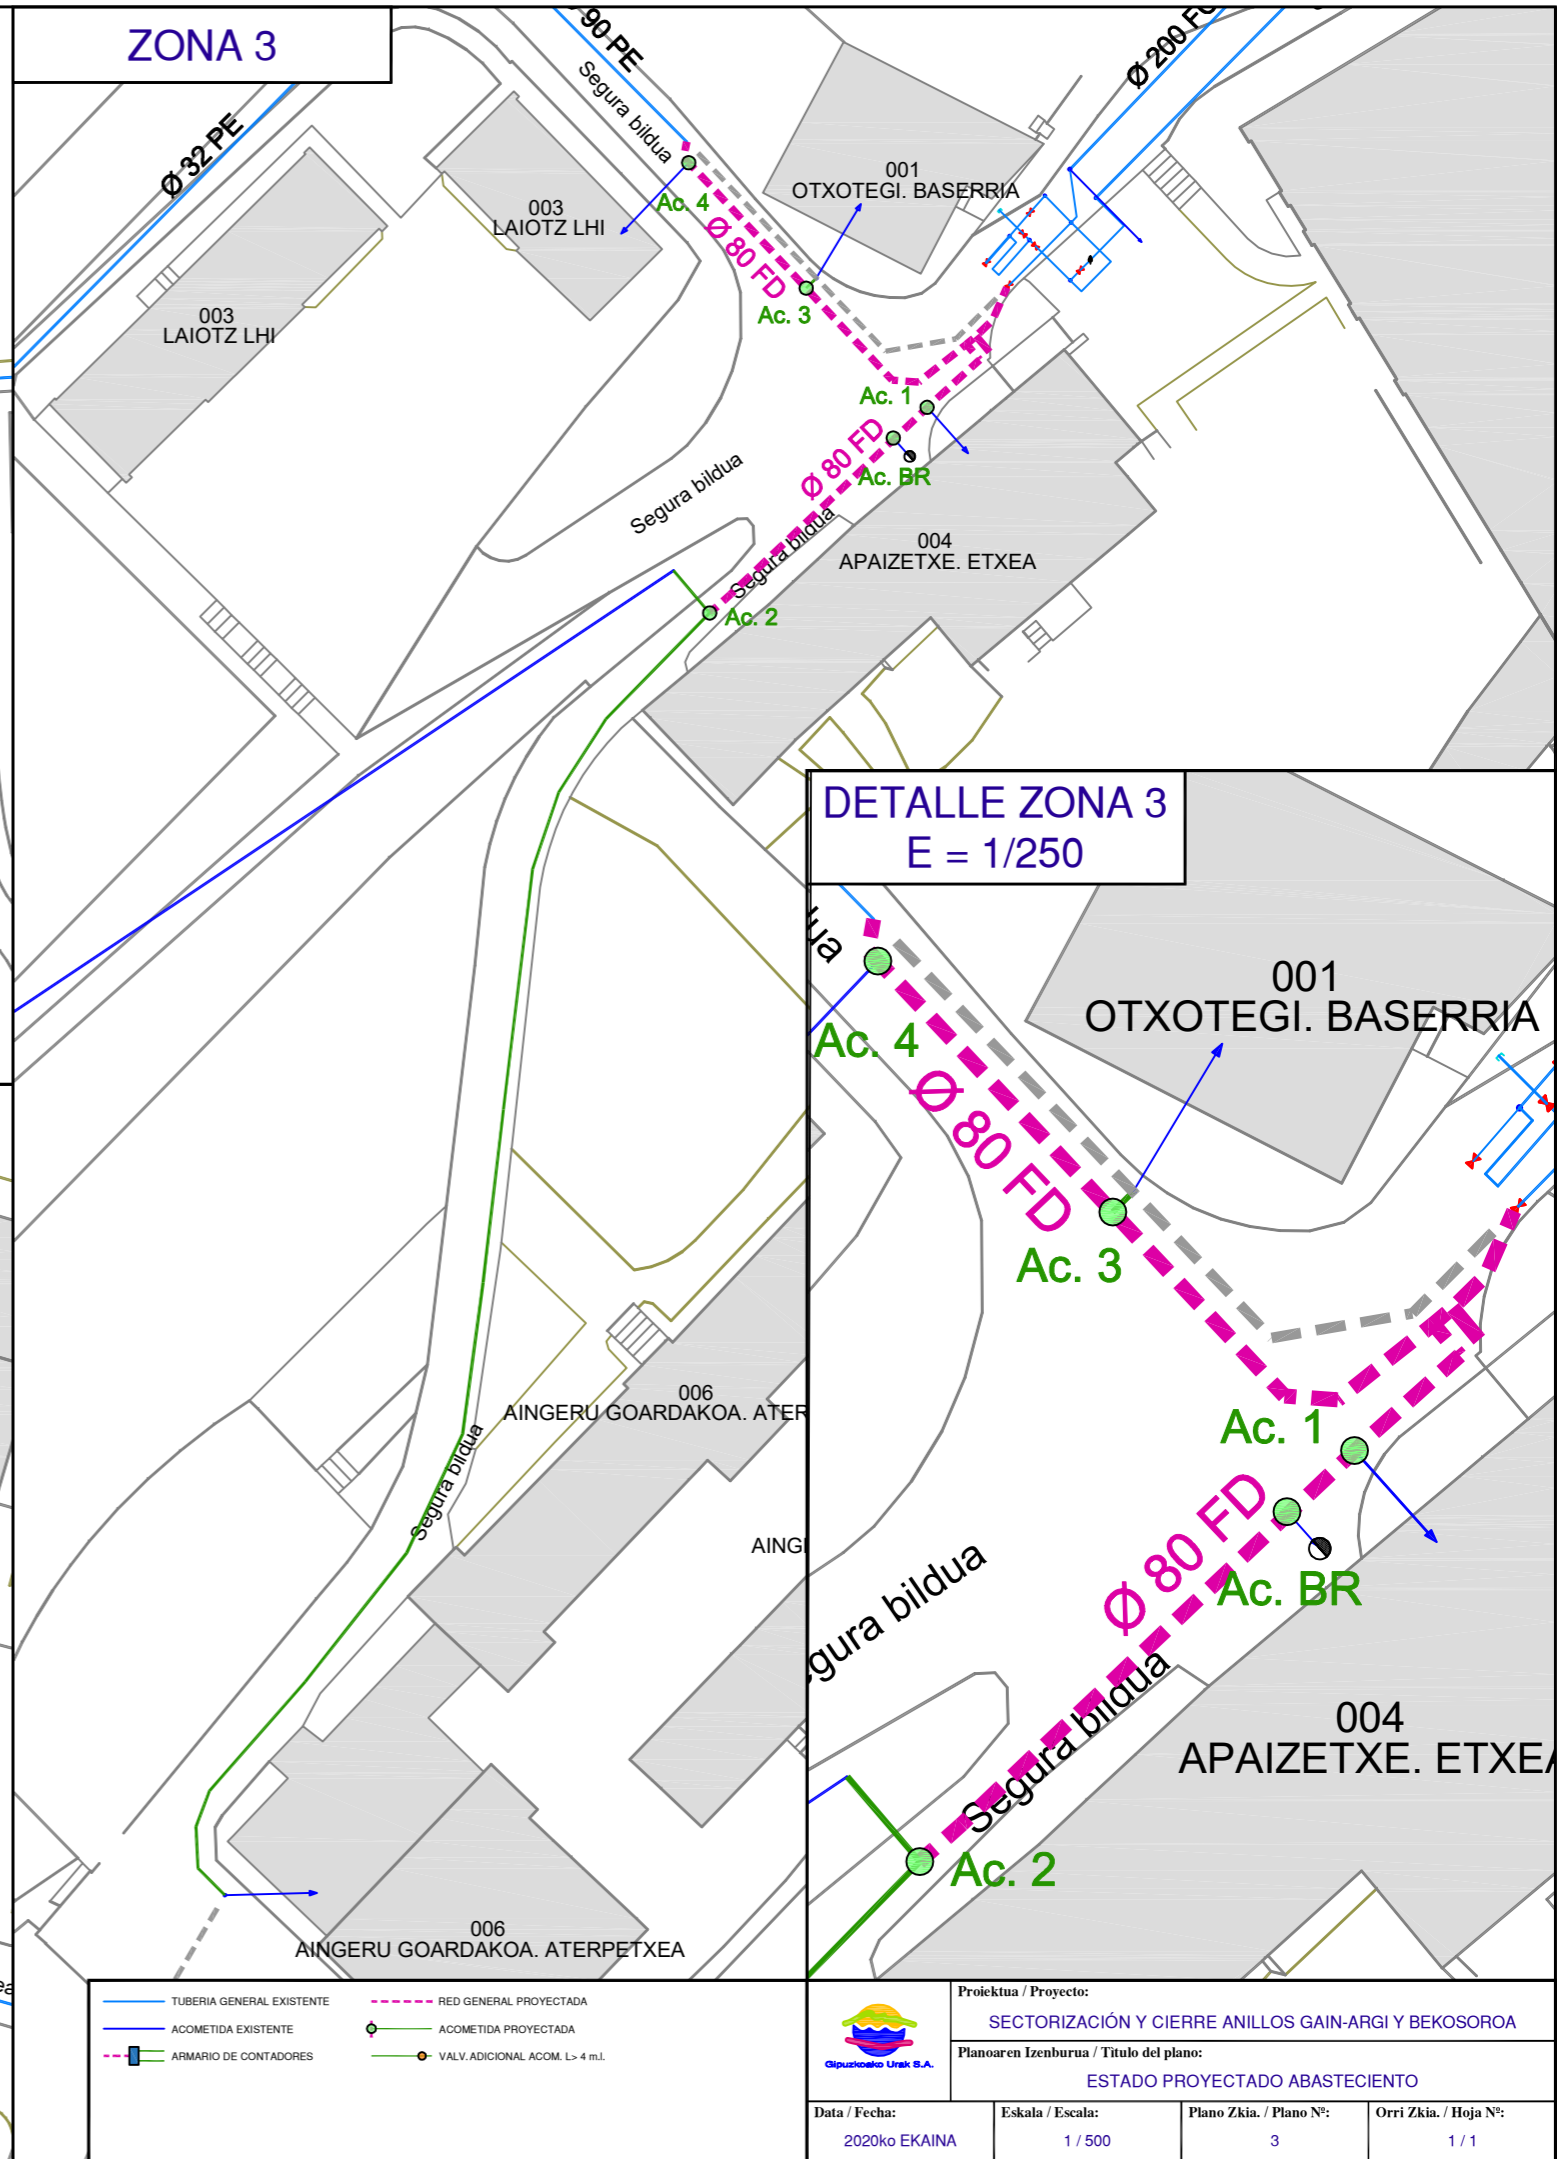 ZONA 3
Ø 90 PE
Segura bildua
Ø 200
Ø 32 PE
001
OTXOTEGI. BASERRIA
003
LAIOTZ LHI
Ac. 4
Ø 80 FD
Ac. 3
003
LAIOTZ LHI
Ac. 1
Ø 80 FD
Ac. BR
Segura bildua
Segura bildua
004
APAIZETXE. ETXEA
Ac. 2
DETALLE ZONA 3
E = 1/250
ua
001
OTXOTEGI. BASERRIA
Ac. 4
Ø 80 FD
Ac. 3
Ac. 1
Ø 80 FD
Ac. BR
gura bildua
Segura bildua
004
APAIZETXE. ETXEA
Ac. 2
006
AINGERU GOARDAKOA. ATER
Segura bildua
AING
006
AINGERU GOARDAKOA. ATERPETXEA
TUBERIA GENERAL EXISTENTE
RED GENERAL PROYECTADA
ACOMETIDA EXISTENTE
ACOMETIDA PROYECTADA
ARMARIO DE CONTADORES
VALV. ADICIONAL ACOM. L> 4 m.l.
Gipuzkoako Urak S.A.
Proiektua / Proyecto:
SECTORIZACIÓN Y CIERRE ANILLOS GAIN-ARGI Y BEKOSOROA
Planoaren Izenburua / Titulo del plano:
ESTADO PROYECTADO ABASTECIENTO
Data / Fecha:
2020ko EKAINA
Eskala / Escala:
1 / 500
Plano Zkia. / Plano Nº:
3
Orri Zkia. / Hoja Nº:
1 / 1